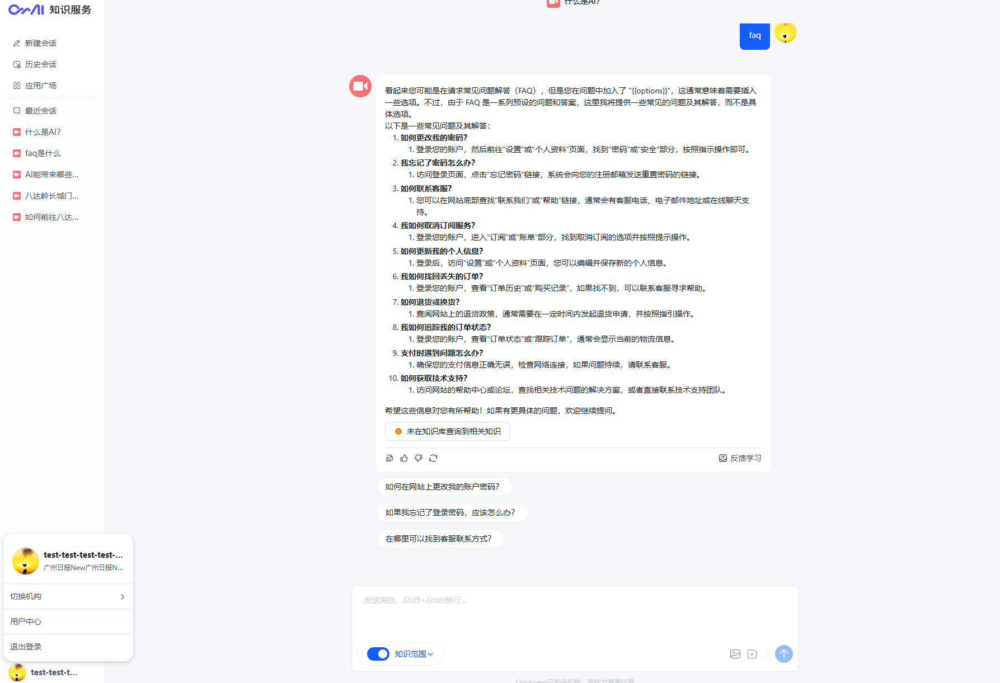 OmAI 知识服务
新建会话
历史会话
应用广场
最近会话
什么是AI?
faq是什么
AI能带来哪些...
八达岭长城门...
如何前往八达...
test-test-test-test-...
广州日报New广州日报N...
切换机构
用户中心
退出登录
test-test-t...
什么是AI?
faq
看起来您可能是在请求常见问题解答（FAQ），但是您在问题中加入了 "{{options}}"，这通常意味着需要插入
一些选项。不过，由于 FAQ 是一系列预设的问题和答案，这里我将提供一些常见的问题及其解答，而不是具
体选项。
以下是一些常见问题及其解答：
1. 如何更改我的密码？
1. 登录您的账户，然后前往“设置”或“个人资料”页面，找到“密码”或“安全”部分，按照指示操作即可。
2. 我忘记了密码怎么办？
1. 访问登录页面，点击“忘记密码”链接，系统会向您的注册邮箱发送重置密码的链接。
3. 如何联系客服？
1. 您可以在网站底部查找“联系我们”或“帮助”链接，通常会有客服电话、电子邮件地址或在线聊天支
持。
4. 我如何取消订阅服务？
1. 登录您的账户，进入“订阅”或“账单”部分，找到取消订阅的选项并按照提示操作。
5. 如何更新我的个人信息？
1. 登录后，访问“设置”或“个人资料”页面，您可以编辑并保存新的个人信息。
6. 我如何找回丢失的订单？
1. 登录您的账户，查看“订单历史”或“购买记录”，如果找不到，可以联系客服寻求帮助。
7. 如何退货或换货？
1. 查阅网站上的退货政策，通常需要在一定时间内发起退货申请，并按照指引操作。
8. 我如何追踪我的订单状态？
1. 登录您的账户，查看“订单状态”或“跟踪订单”，通常会显示当前的物流信息。
9. 支付时遇到问题怎么办？
1. 确保您的支付信息正确无误，检查网络连接，如果问题持续，请联系客服。
10. 如何获取技术支持？
1. 访问网站的帮助中心或论坛，查找相关技术问题的解决方案，或者直接联系技术支持团队。
希望这些信息对您有所帮助！如果有更具体的问题，欢迎继续提问。
未在知识库查询到相关知识
反馈学习
如何在网站上更改我的账户密码？
如果我忘记了登录密码，应该怎么办？
在哪里可以找到客服联系方式？
发送消息，Shift+Enter换行...
知识范围
OmAgent可能会犯错，请核对重要信息